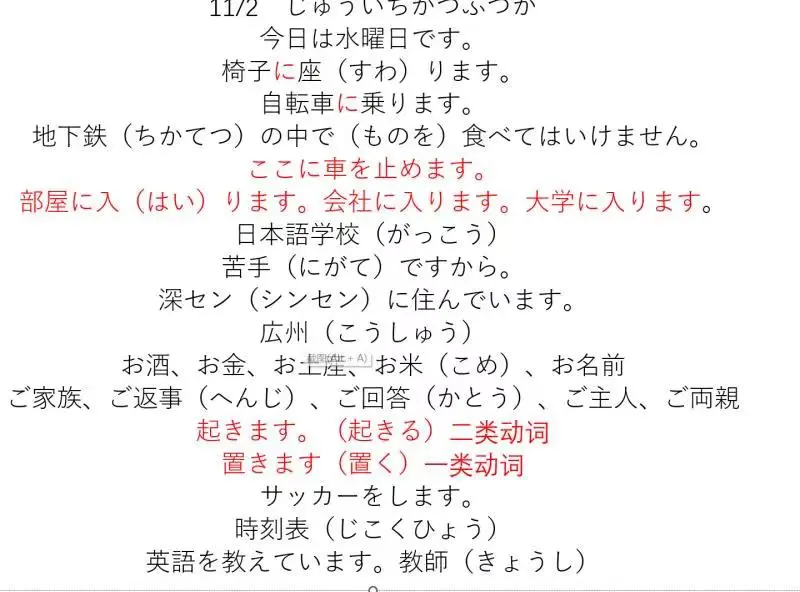 11/2　じゅういちがつふつか
今日は水曜日です。
椅子に座（すわ）ります。
自転車に乗ります。
地下鉄（ちかてつ）の中で（ものを）食べてはいけません。
ここに車を止めます。
部屋に入（はい）ります。会社に入ります。大学に入ります。
日本語学校（がっこう）
苦手（にがて）ですから。
深セン（シンセン）に住んでいます。
広州（こうしゅう）
お酒、お金、お土産、お米（こめ）、お名前
截图(Alt + A)
ご家族、ご返事（へんじ）、ご回答（かとう）、ご主人、ご両親
起きます。（起きる）二类动词
置きます（置く）一类动词
サッカーをします。
時刻表（じこくひょう）
英語を教えています。教師（きょうし）